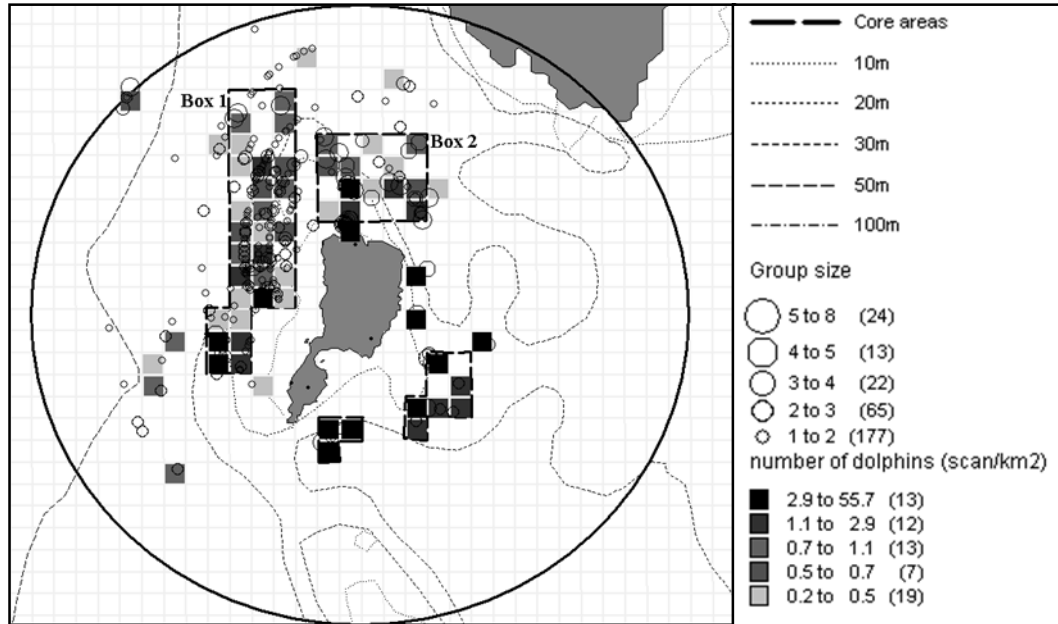 Box 1
Box 2
Core areas
10m
20m
30m
50m
100m
Group size
5 to 8 (24)
4 to 5 (13)
3 to 4 (22)
2 to 3 (65)
1 to 2 (177)
number of dolphins (scan/km2)
2.9 to 55.7 (13)
1.1 to 2.9 (12)
0.7 to 1.1 (13)
0.5 to 0.7 (7)
0.2 to 0.5 (19)